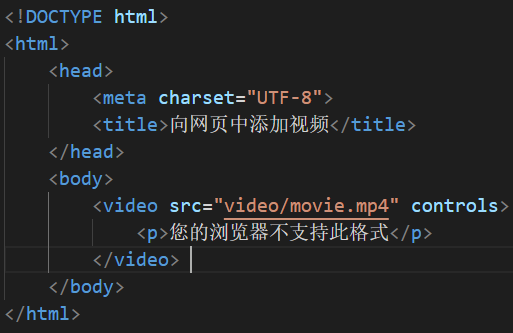 <!DOCTYPE html>
<html>
    <head>
        <meta charset="UTF-8">
        <title>向网页中添加视频</title>
    </head>
    <body>
        <video src="video/movie.mp4" controls>
            <p>您的浏览器不支持此格式</p>
        </video>
    </body>
</html>